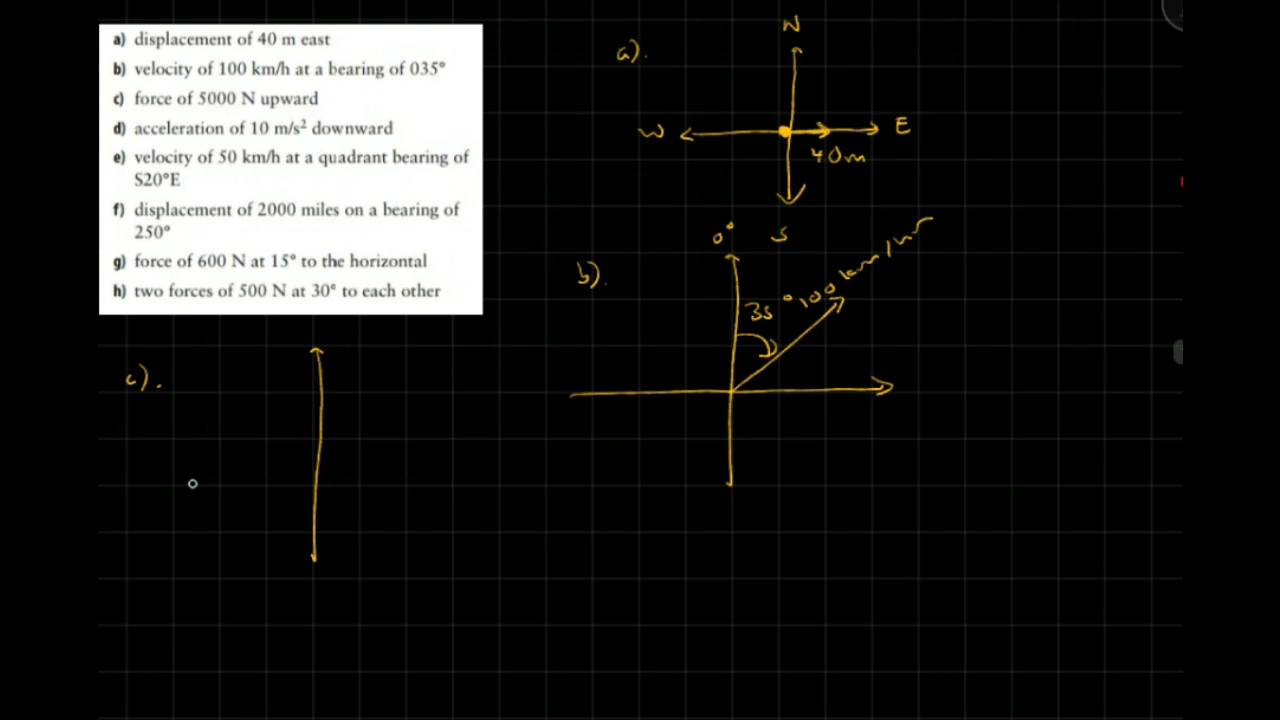 a) displacement of 40 m east
b) velocity of 100 km/h at a bearing of 035°
c) force of 5000 N upward
d) acceleration of 10 m/s² downward
e) velocity of 50 km/h at a quadrant bearing of
S20°E
f) displacement of 2000 miles on a bearing of
250°
g) force of 600 N at 15° to the horizontal
h) two forces of 500 N at 30° to each other
a).
N
W
E
40m
S
b).
0°
35°
100 km/hr
c).